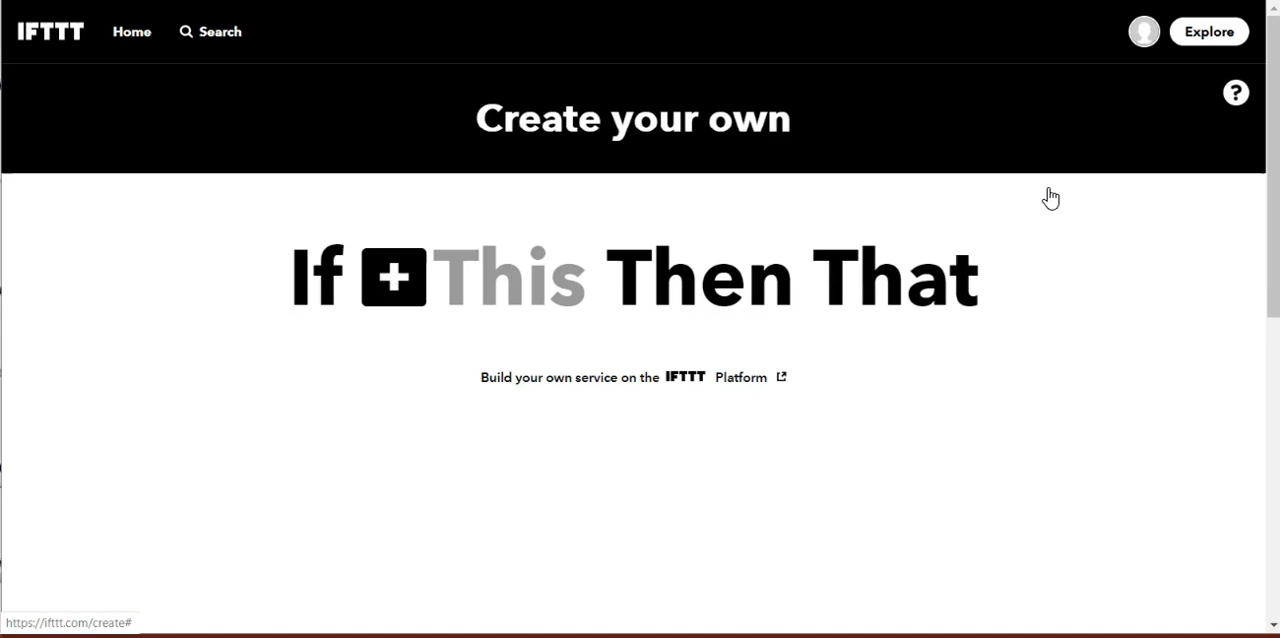 IFTTT Home Search Explore
?
Create your own
If + This Then That
Build your own service on the IFTTT Platform
https://ifttt.com/create#